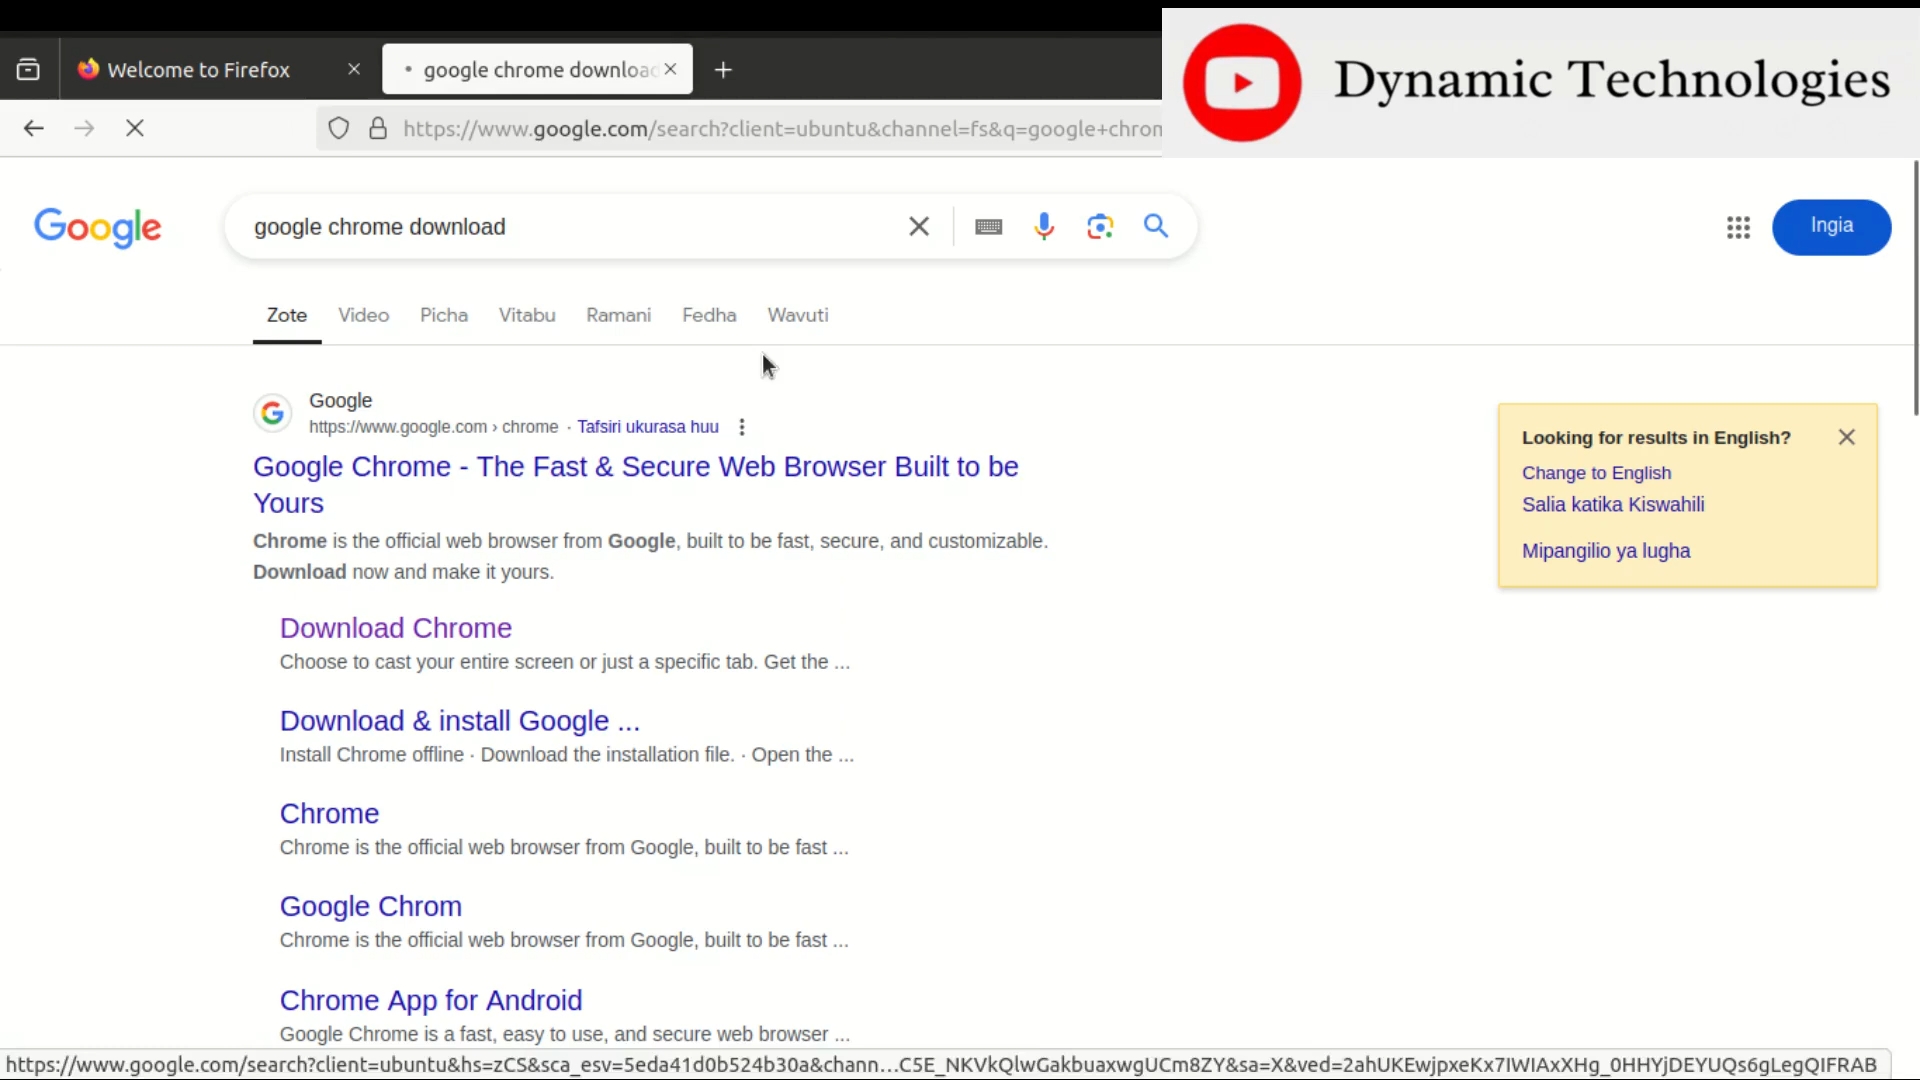 Welcome to Firefox
google chrome downloa
Dynamic Technologies
https://www.google.com/search?client=ubuntu&channel=fs&q=google+chrom
Google
google chrome download
Ingia
Zote Video Picha Vitabu Ramani Fedha Wavuti
Google
https://www.google.com › chrome · Tafsiri ukurasa huu
Google Chrome - The Fast & Secure Web Browser Built to be
Yours
Chrome is the official web browser from Google, built to be fast, secure, and customizable.
Download now and make it yours.
Looking for results in English?
Change to English
Salia katika Kiswahili
Mipangilio ya lugha
Download Chrome
Choose to cast your entire screen or just a specific tab. Get the ...
Download & install Google ...
Install Chrome offline · Download the installation file. · Open the ...
Chrome
Chrome is the official web browser from Google, built to be fast ...
Google Chrom
Chrome is the official web browser from Google, built to be fast ...
Chrome App for Android
Google Chrome is a fast, easy to use, and secure web browser ...
https://www.google.com/search?client=ubuntu&hs=zCS&sca_esv=5eda41d0b524b30a&chann...C5E_NKVkQlwGakbuaxwgUCm8ZY&sa=X&ved=2ahUKEwjpxeKx7IWIAxXHg_0HHYjDEYUQs6gLegQIFRAB